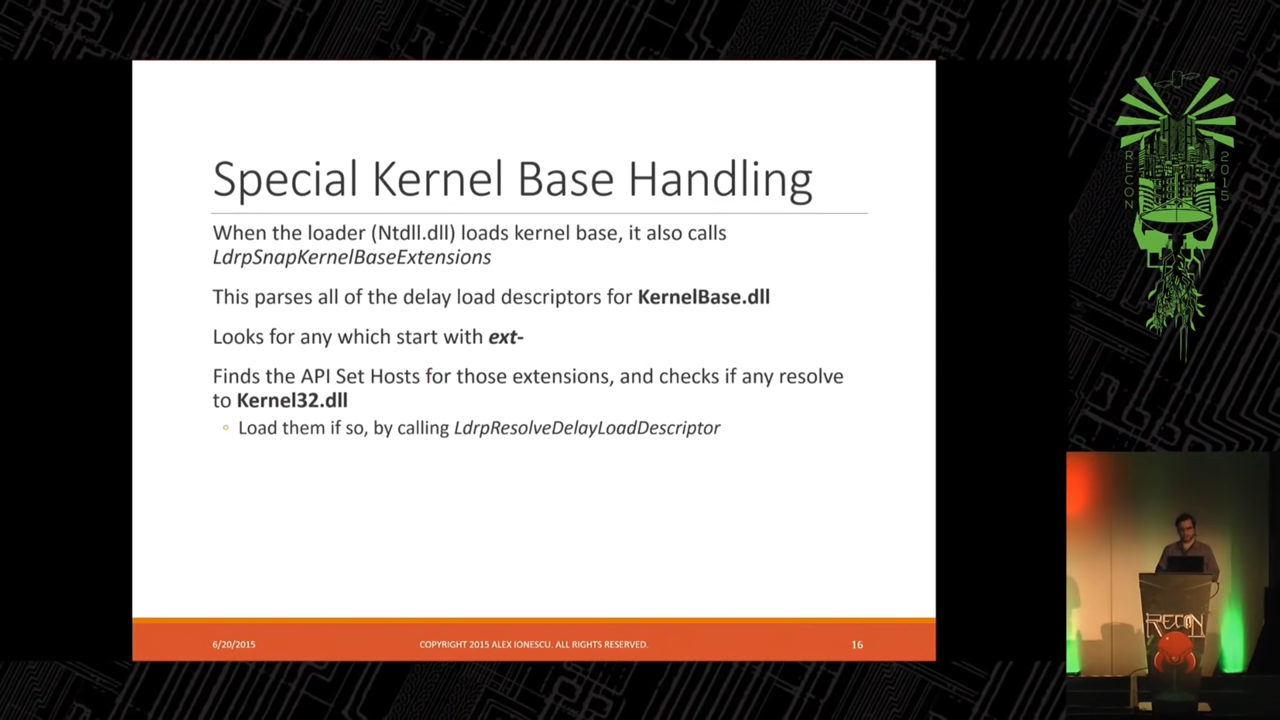 Special Kernel Base Handling
When the loader (Ntdll.dll) loads kernel base, it also calls
LdrpSnapKernelBaseExtensions
This parses all of the delay load descriptors for KernelBase.dll
Looks for any which start with ext-
Finds the API Set Hosts for those extensions, and checks if any resolve
to Kernel32.dll
Load them if so, by calling LdrpResolveDelayLoadDescriptor
6/20/2015
COPYRIGHT 2015 ALEX IONESCU. ALL RIGHTS RESERVED.
16
RECON
2015
RECON